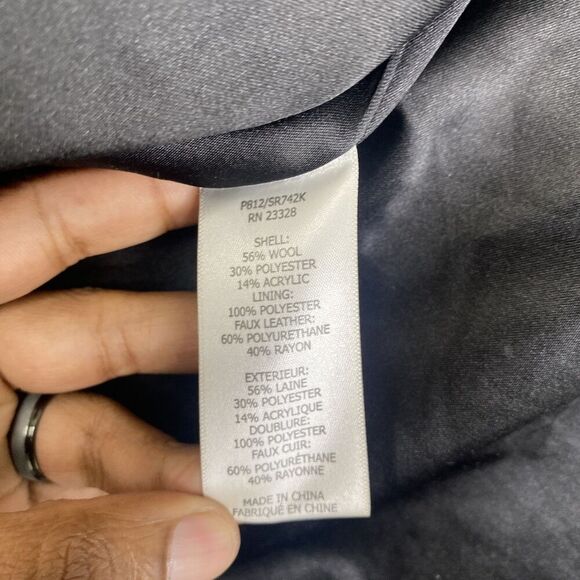 P812/SR742K
RN 23328
SHELL:
56% WOOL
30% POLYESTER
14% ACRYLIC
LINING:
100% POLYESTER
FAUX LEATHER:
60% POLYURETHANE
40% RAYON
EXTERIEUR:
56% LAINE
30% POLYESTER
14% ACRYLIQUE
DOUBLURE:
100% POLYESTER
FAUX CUIR:
60% POLYURÉTHANE
40% RAYONNE
MADE IN CHINA
FABRIQUÉ EN CHINE